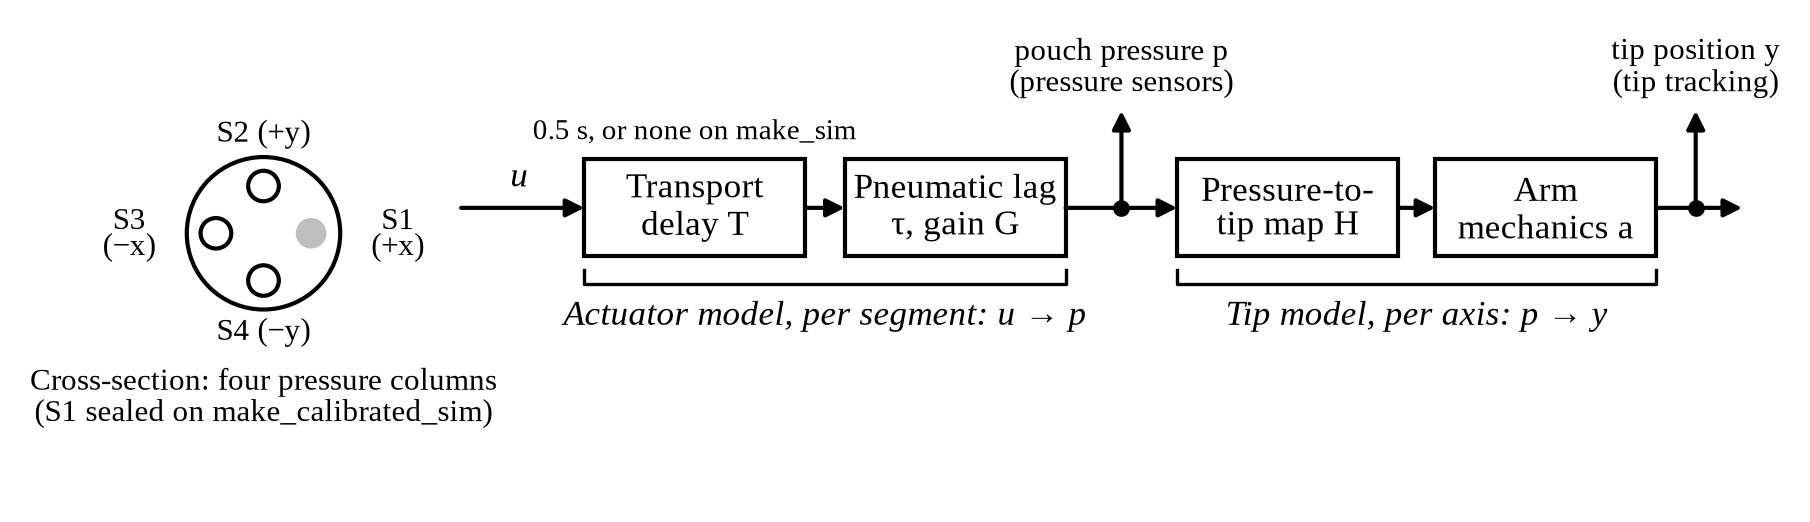 pouch pressure p
(pressure sensors)
tip position y
(tip tracking)
S2 (+y)
0.5 s, or none on make_sim
S3
(−x)
S1
(+x)
S4 (−y)
u
Transport
delay T
Pneumatic lag
τ, gain G
Pressure-to-
tip map H
Arm
mechanics a
Actuator model, per segment: u → p
Tip model, per axis: p → y
Cross-section: four pressure columns
(S1 sealed on make_calibrated_sim)